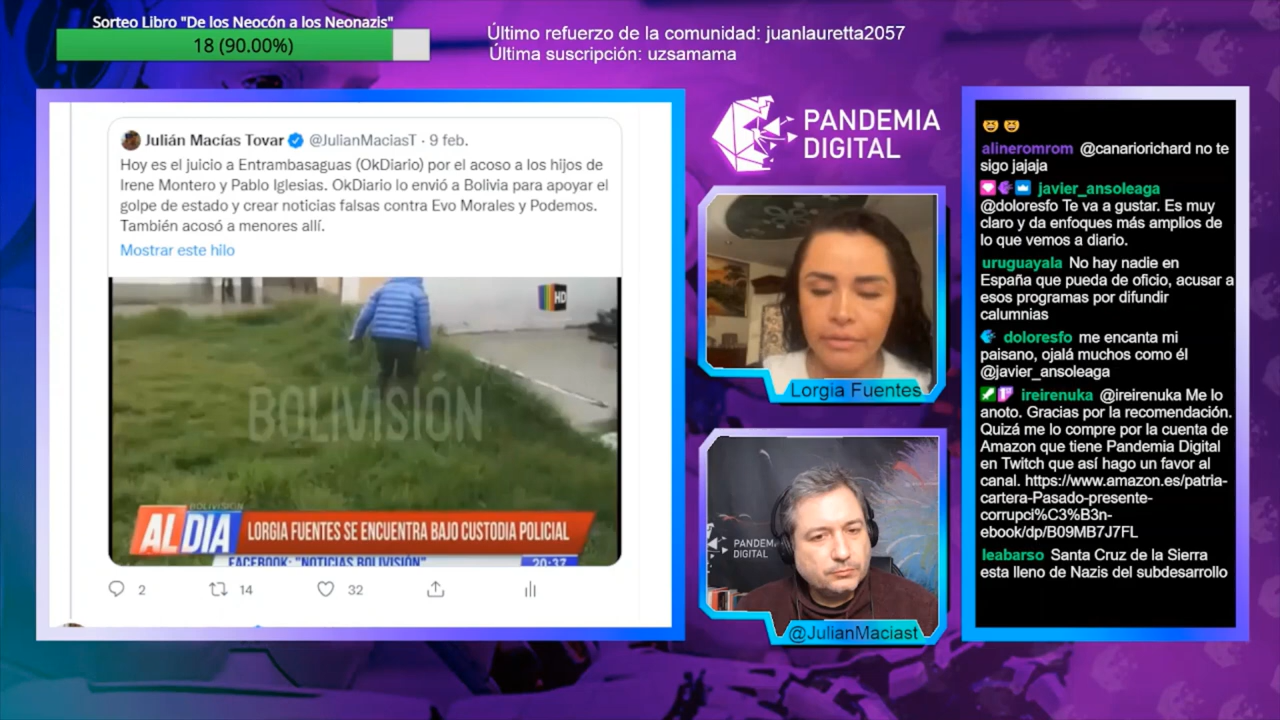 Sorteo Libro "De los Neocón a los Neonazis"
18 (90.00%)
Último refuerzo de la comunidad: juanlauretta2057
Última suscripción: uzsamama
Julián Macías Tovar @JulianMaciasT · 9 feb.
Hoy es el juicio a Entrambasaguas (OkDiario) por el acoso a los hijos de
Irene Montero y Pablo Iglesias. OkDiario lo envió a Bolivia para apoyar el
golpe de estado y crear noticias falsas contra Evo Morales y Podemos.
También acosó a menores allí.
Mostrar este hilo
HD
BOLIVISIÓN
BOLIVISIÓN
AL DIA
LORGIA FUENTES SE ENCUENTRA BAJO CUSTODIA POLICIAL
FACEBOOK: "NOTICIAS BOLIVISIÓN"
20:37
2
14
32
PANDEMIA
DIGITAL
Lorgia Fuentes
PANDEM
DIGITAL
@JulianMaciast
alineromrom @canariorichard no te
sigo jajaja
javier_ansoleaga
@doloresfo Te va a gustar. Es muy
claro y da enfoques más amplios de
lo que vemos a diario.
uruguayala No hay nadie en
España que pueda de oficio, acusar a
esos programas por difundir
calumnias
doloresfo me encanta mi
paisano, ojalá muchos como él
@javier_ansoleaga
ireirenuka @ireirenuka Me lo
anoto. Gracias por la recomendación.
Quizá me lo compre por la cuenta de
Amazon que tiene Pandemia Digital
en Twitch que así hago un favor al
canal. https://www.amazon.es/patria-
cartera-Pasado-presente-
corrupci%C3%B3n-
ebook/dp/B09MB7J7FL
leabarso Santa Cruz de la Sierra
esta lleno de Nazis del subdesarrollo